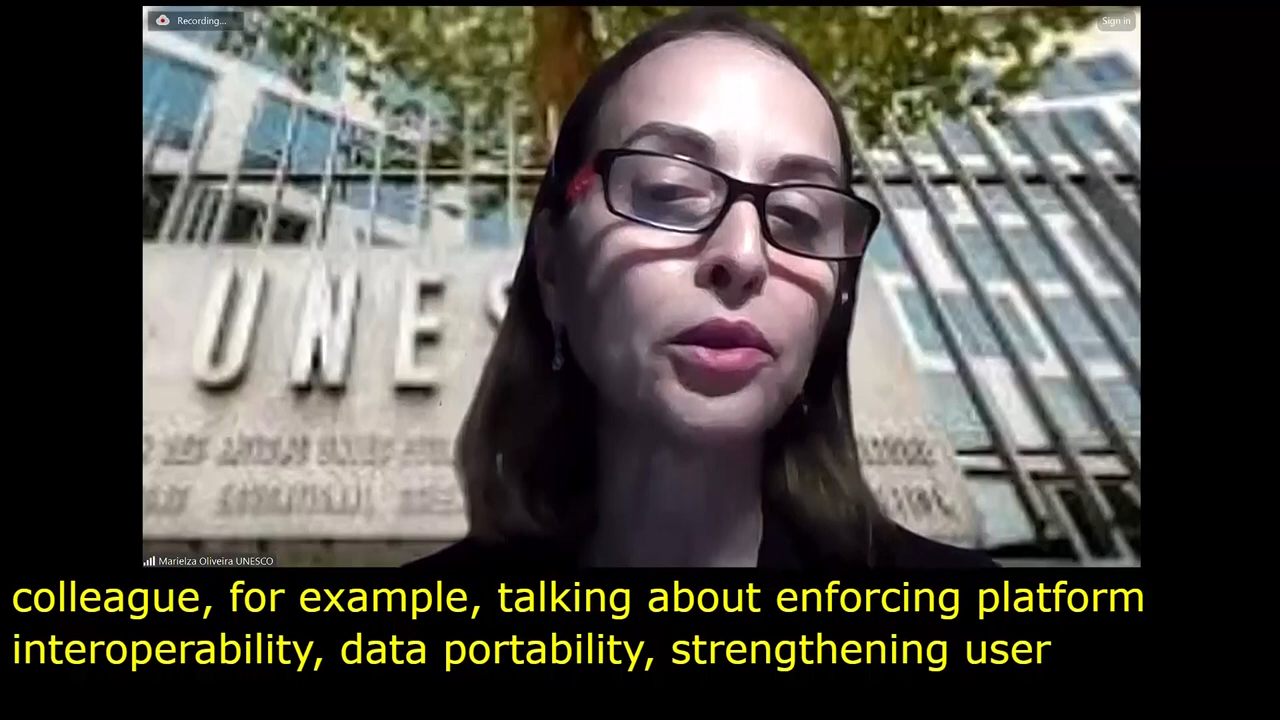 Recording...
Sign in
UNES
Marielza Oliveira UNESCO
colleague, for example, talking about enforcing platform
interoperability, data portability, strengthening user